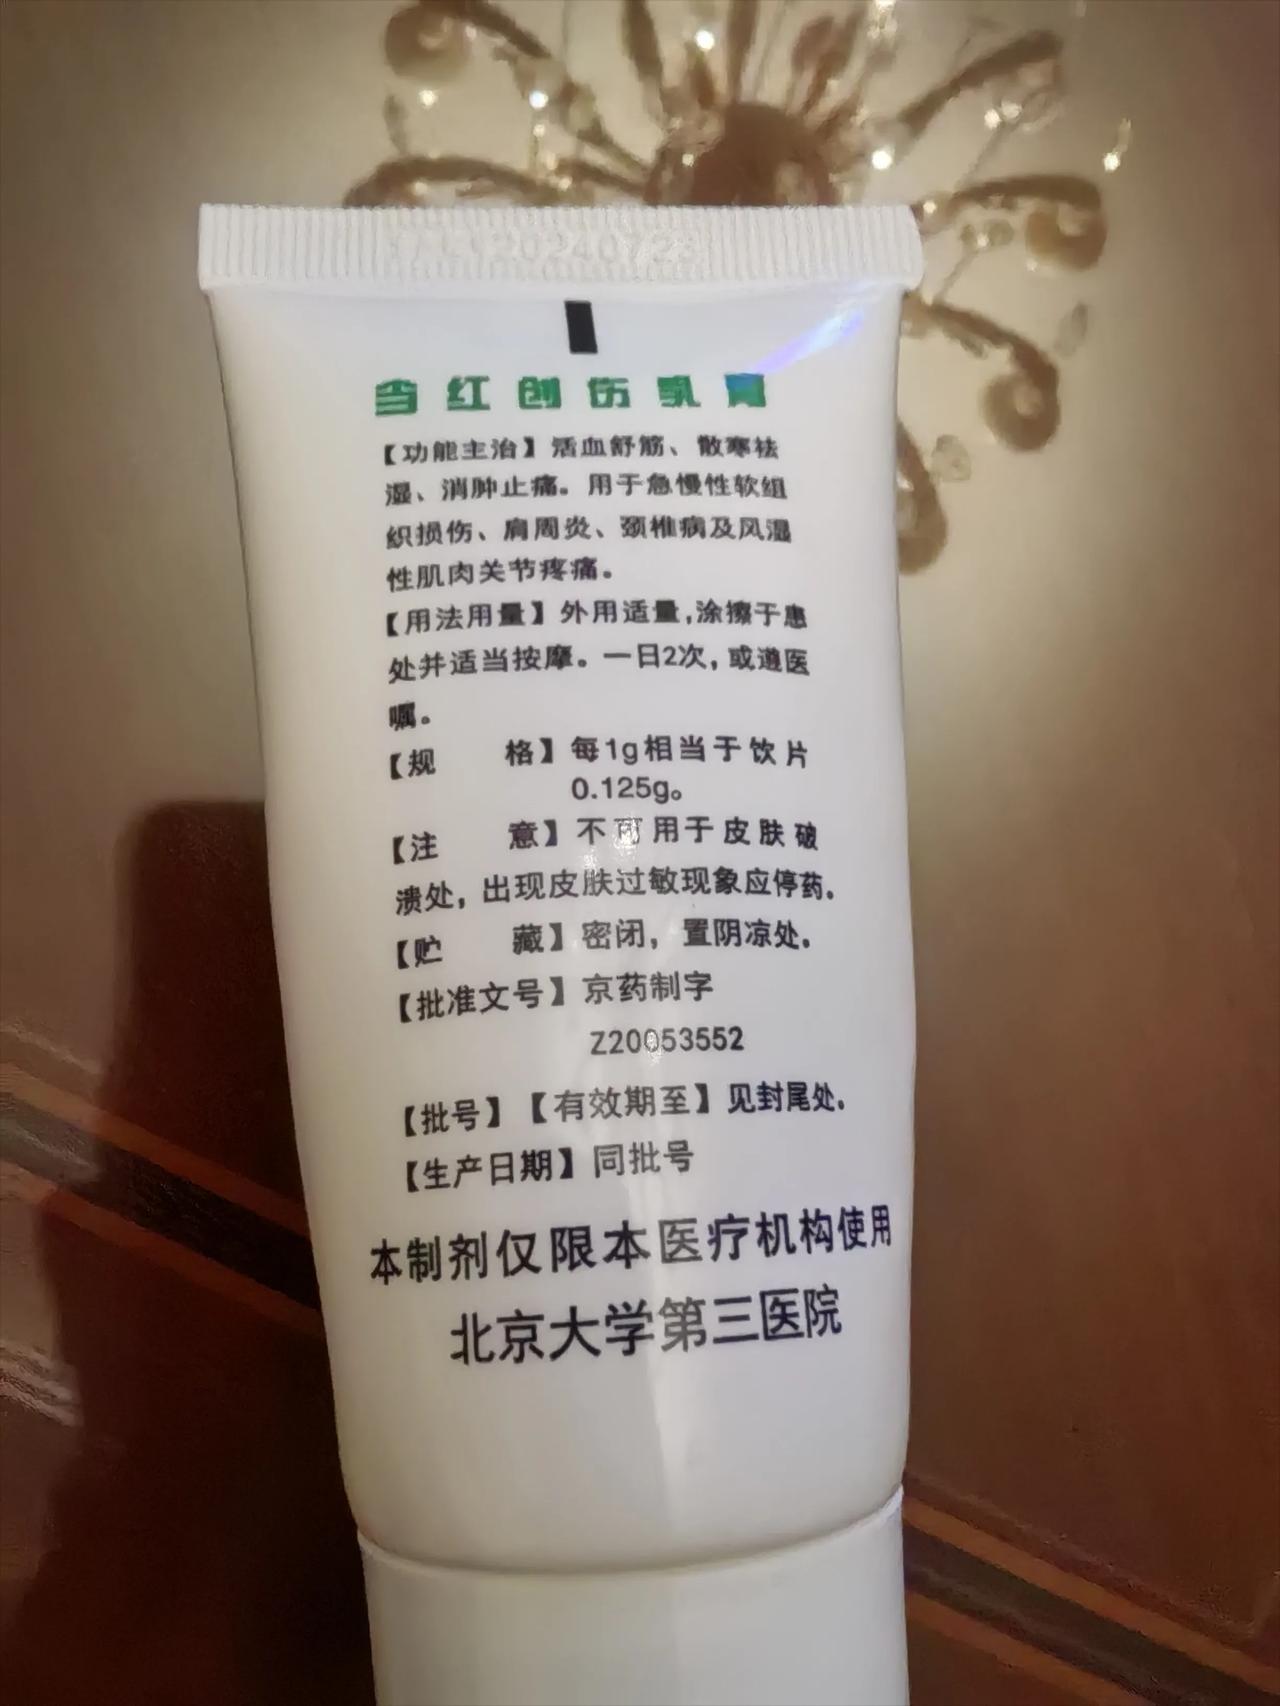 当红创伤乳膏
【功能主治】活血舒筋、散寒祛
湿、消肿止痛。用于急慢性软组
织损伤、肩周炎、颈椎病及风湿
性肌肉关节疼痛。
【用法用量】外用适量,涂擦于患
处并适当按摩。一日2次,或遵医
嘱。
【规 格】每1g相当于饮片
0.125g。
【注 意】不可用于皮肤破
溃处,出现皮肤过敏现象应停药。
【贮 藏】密闭，置阴凉处。
【批准文号】京药制字
Z20053552
【批号】【有效期至】见封尾处。
【生产日期】同批号
本制剂仅限本医疗机构使用
北京大学第三医院